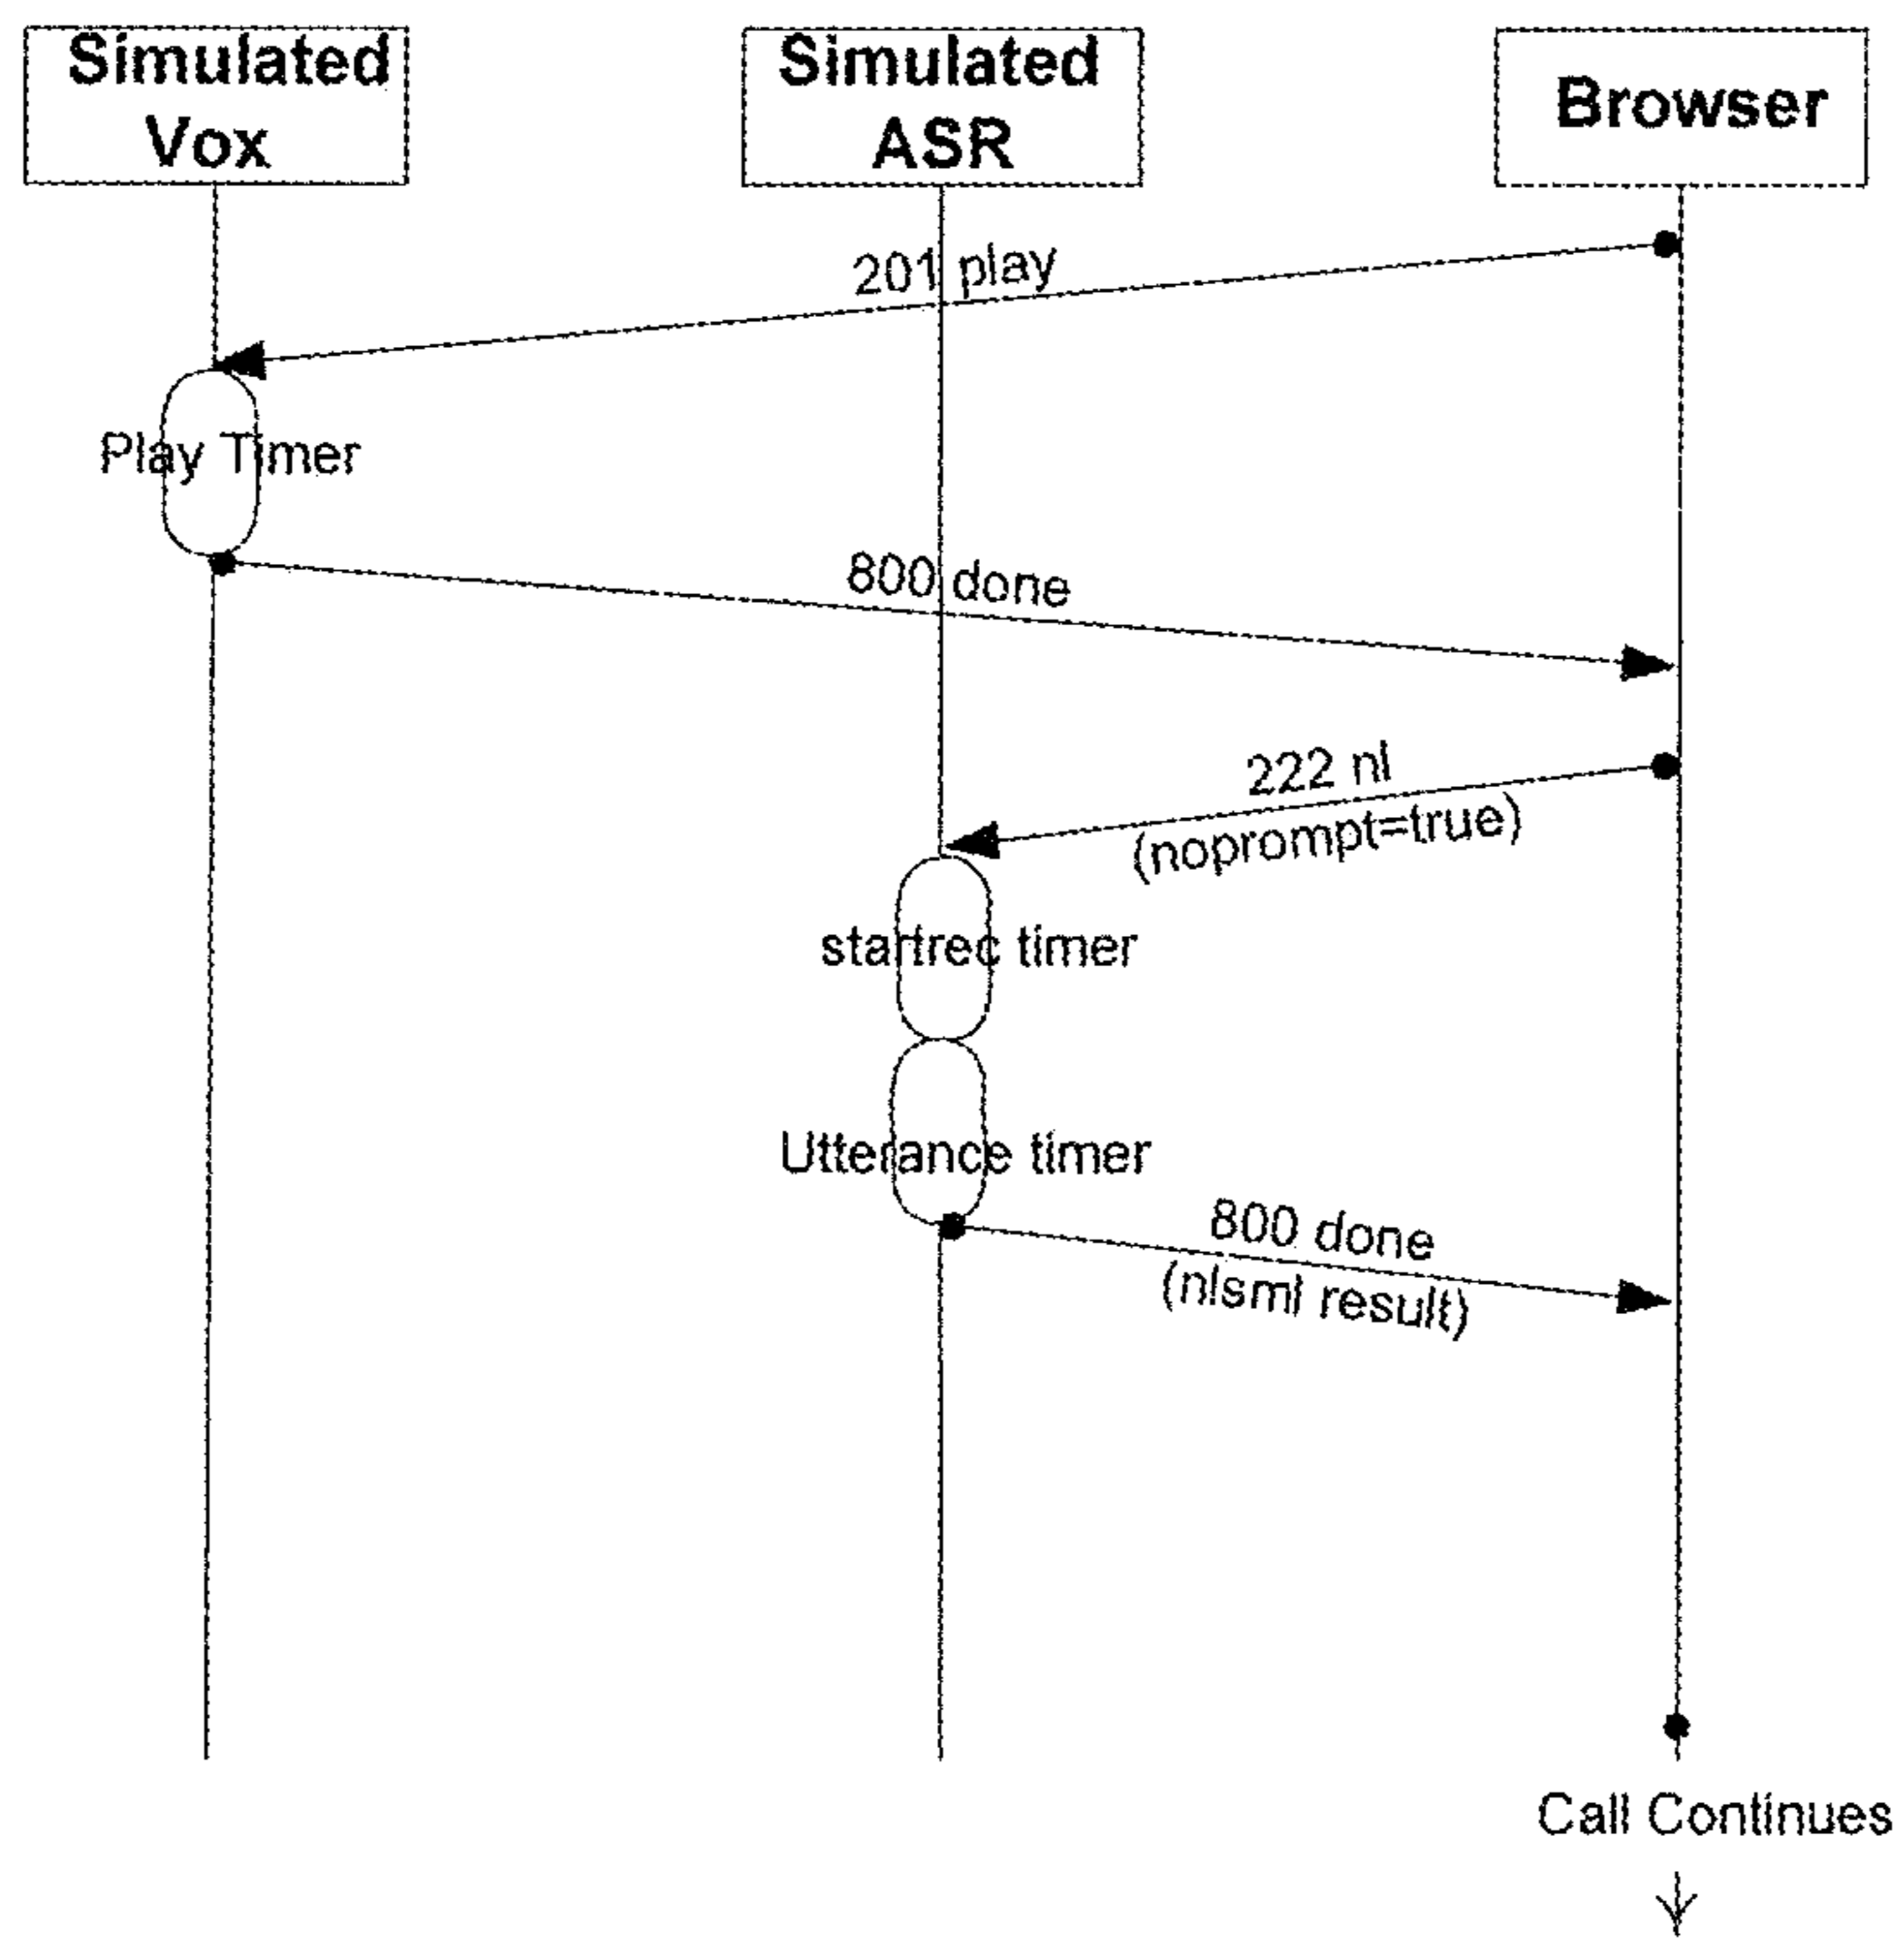 Simulated
Vox
Simulated
ASR
Browser
201 play
Play Timer
800 done
222 nl
(noprompt=true)
startrec timer
Utterance timer
800 done
(nlsml result)
Call Continues